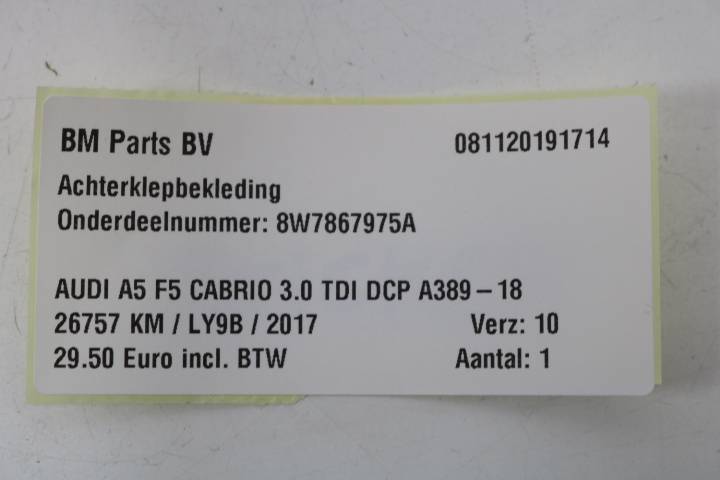 BM Parts BV 081120191714
Achterklepbekleding
Onderdeelnummer: 8W7867975A
AUDI A5 F5 CABRIO 3.0 TDI DCP A389-18
26757 KM / LY9B / 2017 Verz: 10
29.50 Euro incl. BTW Aantal: 1